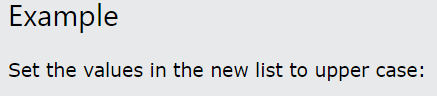 Example
Set the values in the new list to upper case: